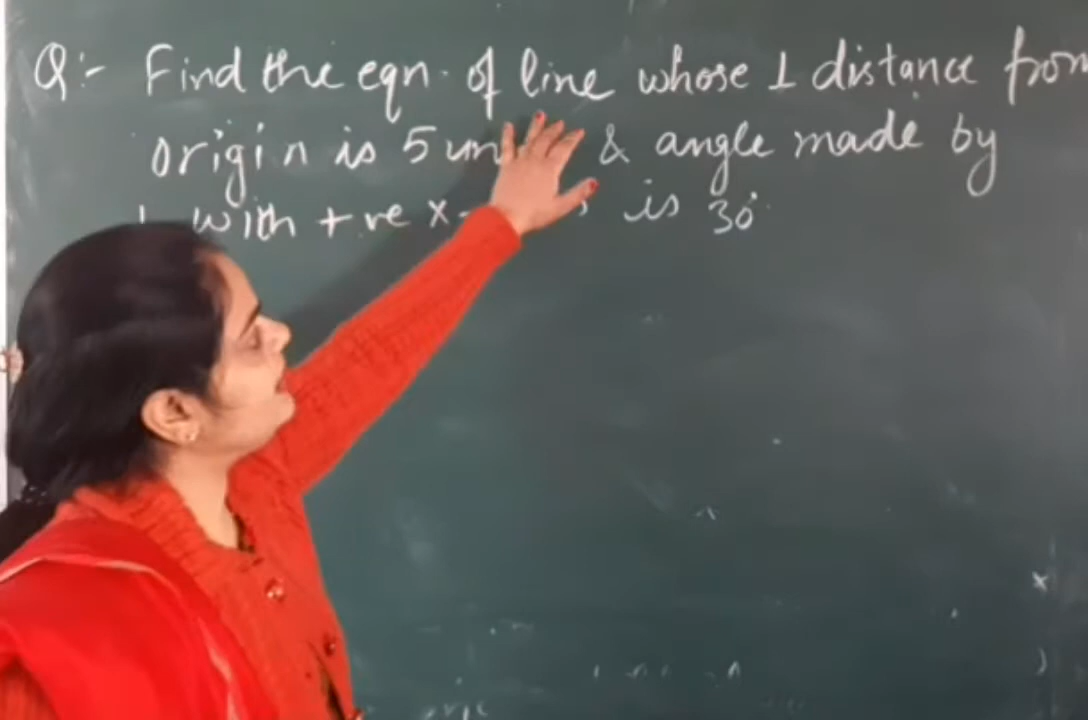 Q:- Find the eqn. of line whose ⊥ distance from
origin is 5 & angle made by
with +ve x- is 30°